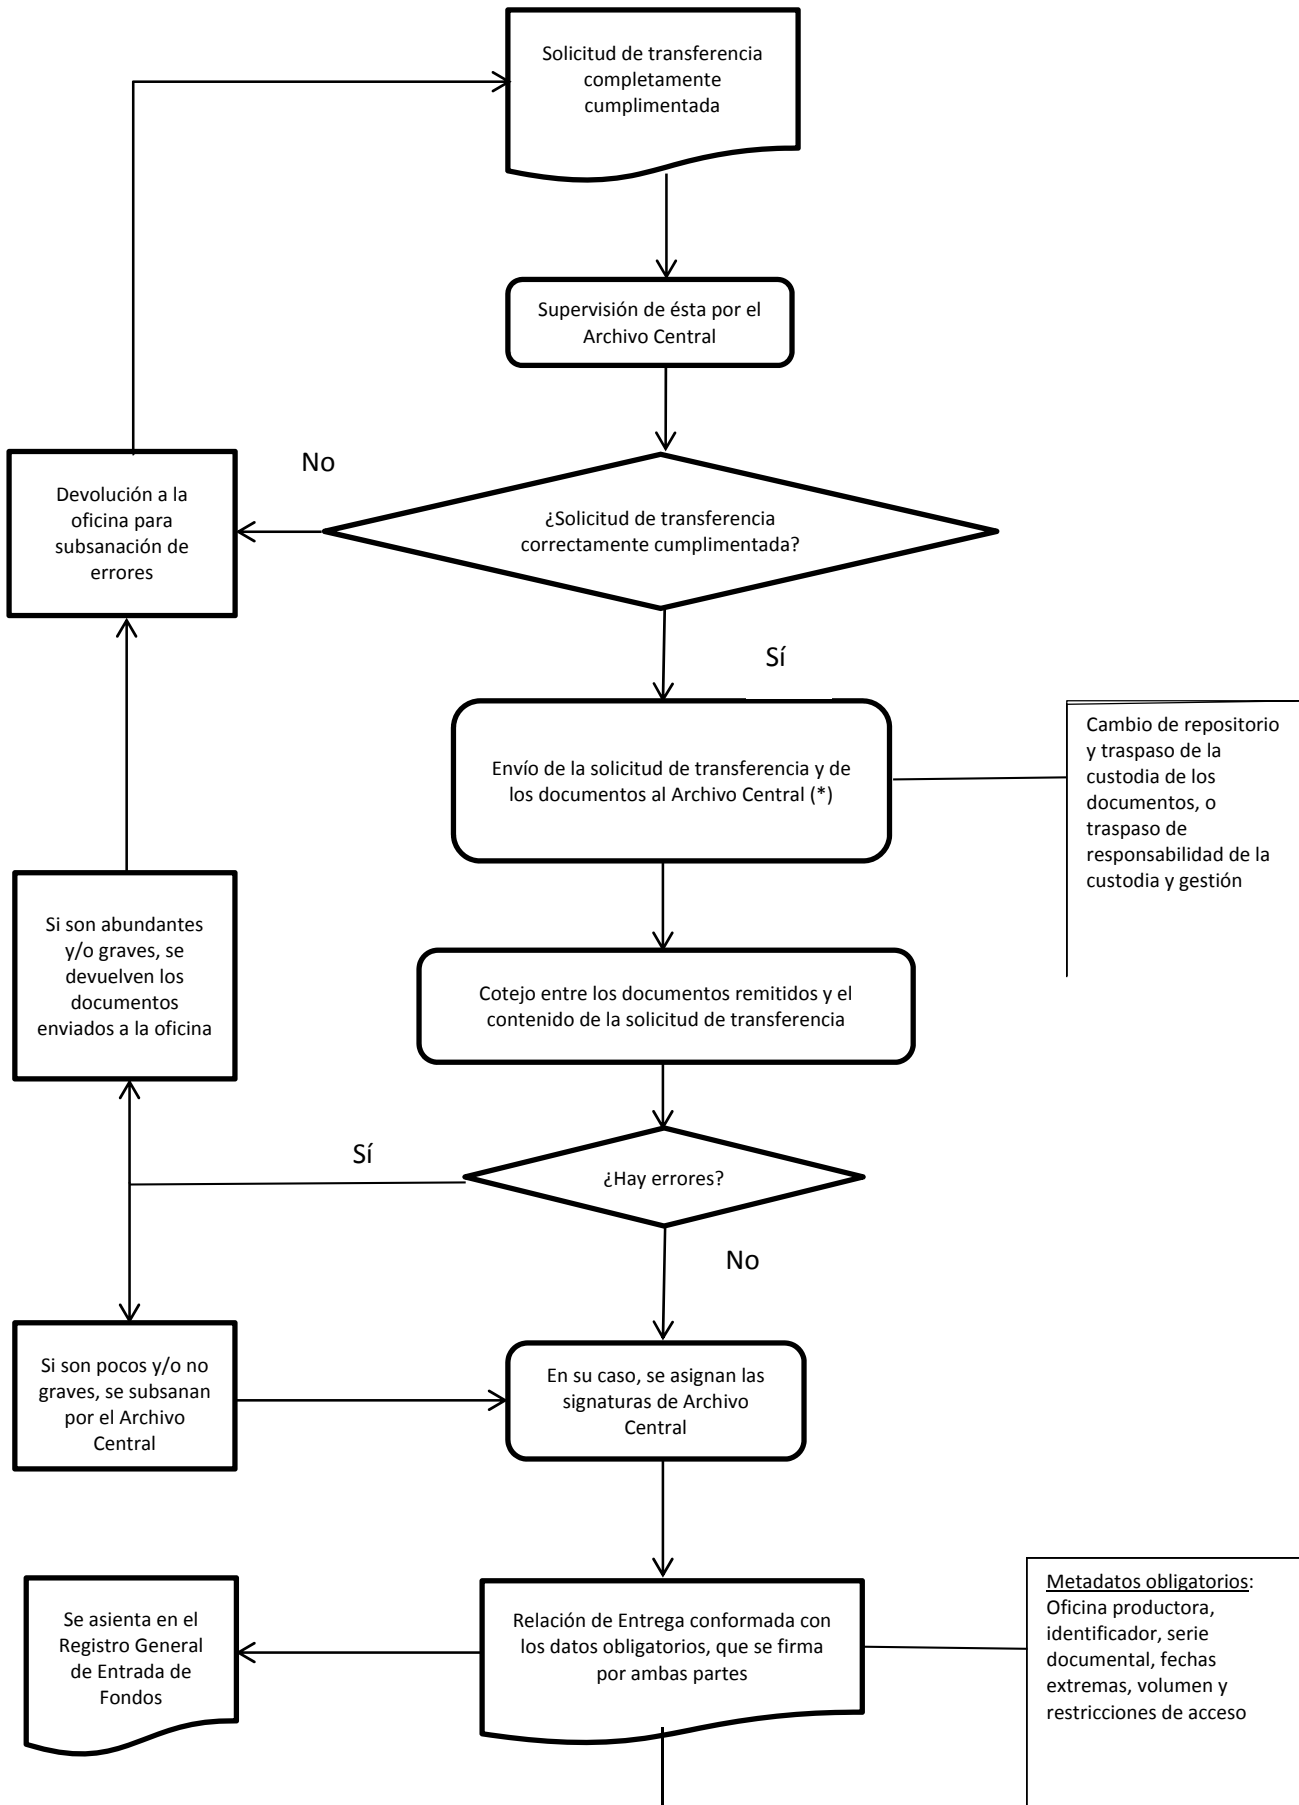 Solicitud de transferencia
completamente
cumplimentada
Supervisión de ésta por el
Archivo Central
No
Devolución a la
oficina para
subsanación de
errores
¿Solicitud de transferencia
correctamente cumplimentada?
Sí
Envío de la solicitud de transferencia y de
los documentos al Archivo Central (*)
Cambio de repositorio
y traspaso de la
custodia de los
documentos, o
traspaso de
responsabilidad de la
custodia y gestión
Si son abundantes
y/o graves, se
devuelven los
documentos
enviados a la oficina
Cotejo entre los documentos remitidos y el
contenido de la solicitud de transferencia
Sí
¿Hay errores?
No
Si son pocos y/o no
graves, se subsanan
por el Archivo
Central
En su caso, se asignan las
signaturas de Archivo
Central
Se asienta en el
Registro General
de Entrada de
Fondos
Relación de Entrega conformada con
los datos obligatorios, que se firma
por ambas partes
Metadatos obligatorios:
Oficina productora,
identificador, serie
documental, fechas
extremas, volumen y
restricciones de acceso